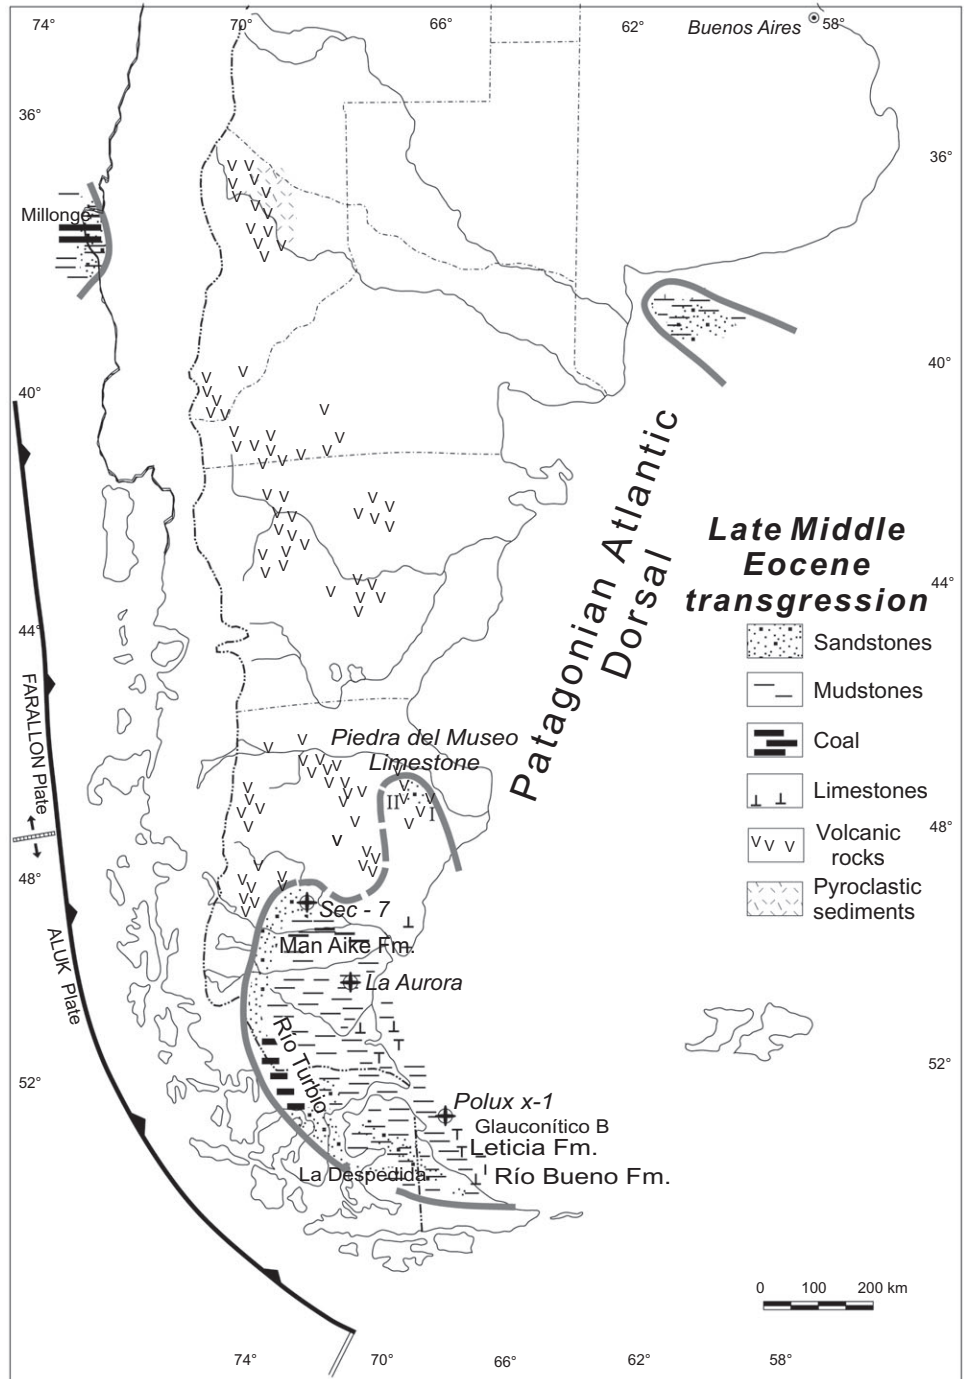 74°
70°
66°
62°
58°
Buenos Aires
36°
36°
Millongé
40°
40°
Patagonian Atlantic
Dorsal
Late Middle
Eocene
transgression
44°
44°
Sandstones
Mudstones
Coal
Limestones
Volcanic
rocks
Pyroclastic
sediments
FARALLON Plate
ALUK Plate
Piedra del Museo
Limestone
II
I
48°
48°
Sec - 7
Man Aike Fm.
La Aurora
Río Turbio
52°
52°
Polux x-1
Glauconítico B
Leticia Fm.
La Despedida
Río Bueno Fm.
0 100 200 km
74°
70°
66°
62°
58°